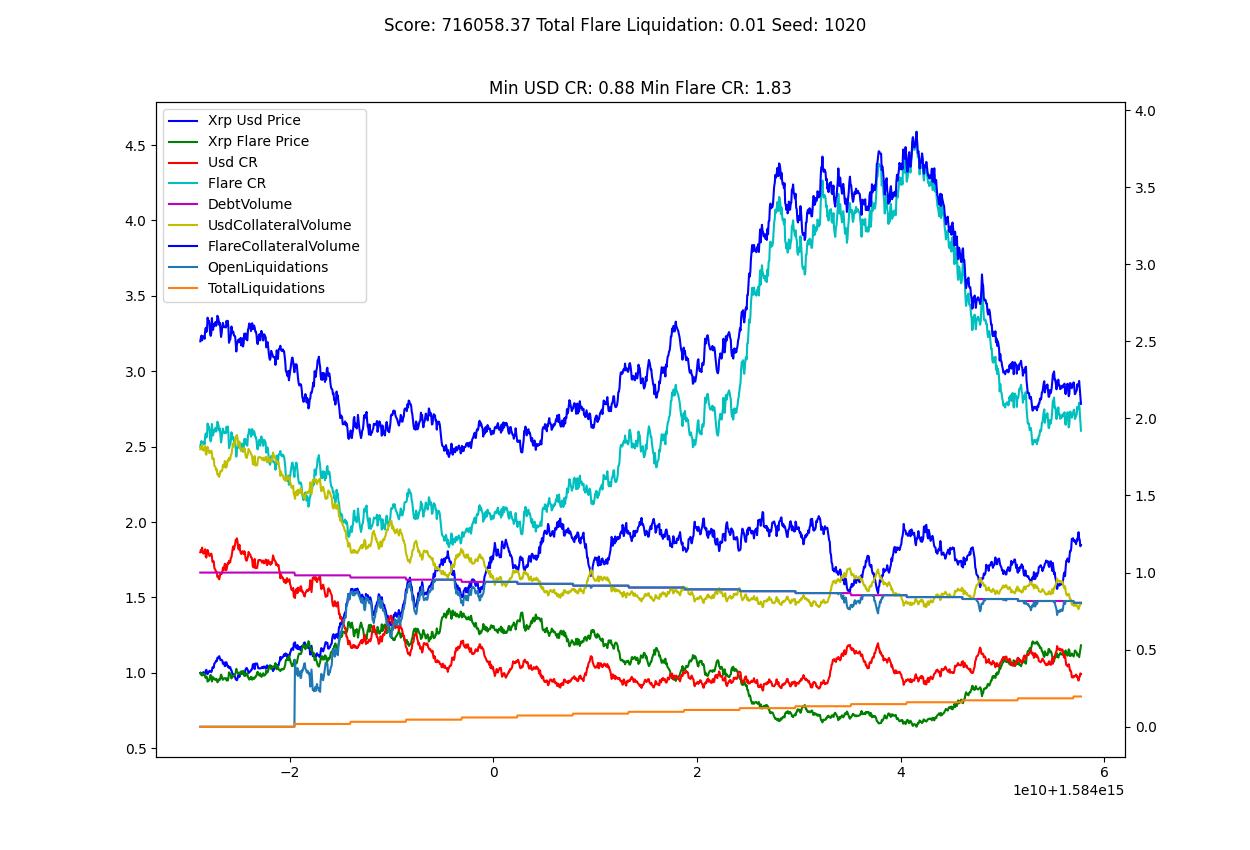 Score: 716058.37 Total Flare Liquidation: 0.01 Seed: 1020
Min USD CR: 0.88 Min Flare CR: 1.83
Xrp Usd Price
Xrp Flare Price
Usd CR
Flare CR
DebtVolume
UsdCollateralVolume
FlareCollateralVolume
OpenLiquidations
TotalLiquidations
4.5
4.0
3.5
3.0
2.5
2.0
1.5
1.0
0.5
4.0
3.5
3.0
2.5
2.0
1.5
1.0
0.5
0.0
−2
0
2
4
6
1e10+1.584e15